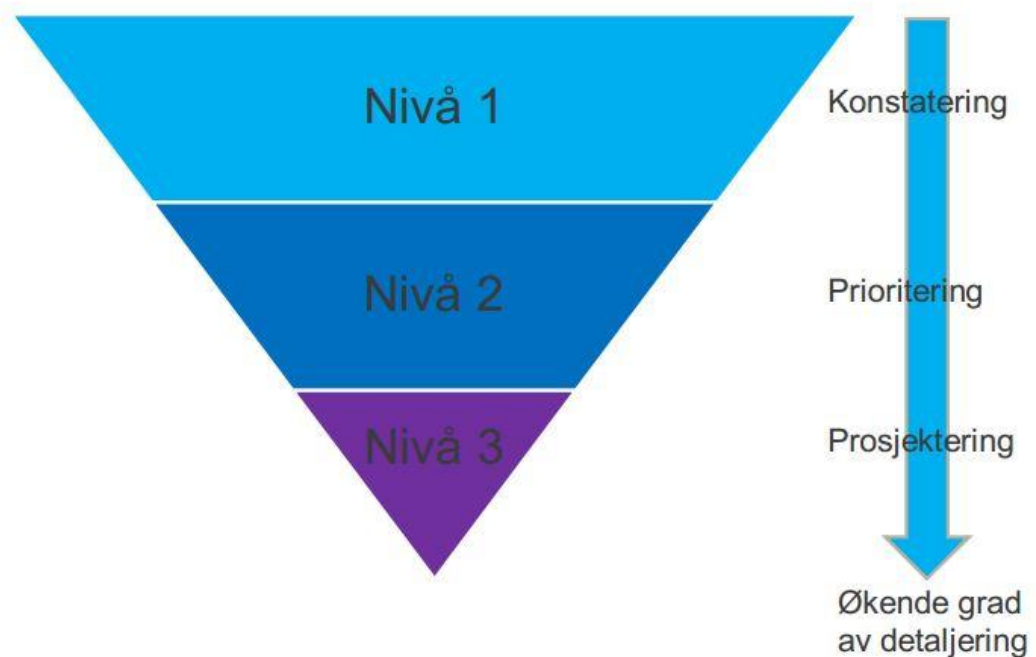 Nivå 1
Konstatering
Nivå 2
Prioritering
Nivå 3
Prosjektering
Økende grad
av detaljering